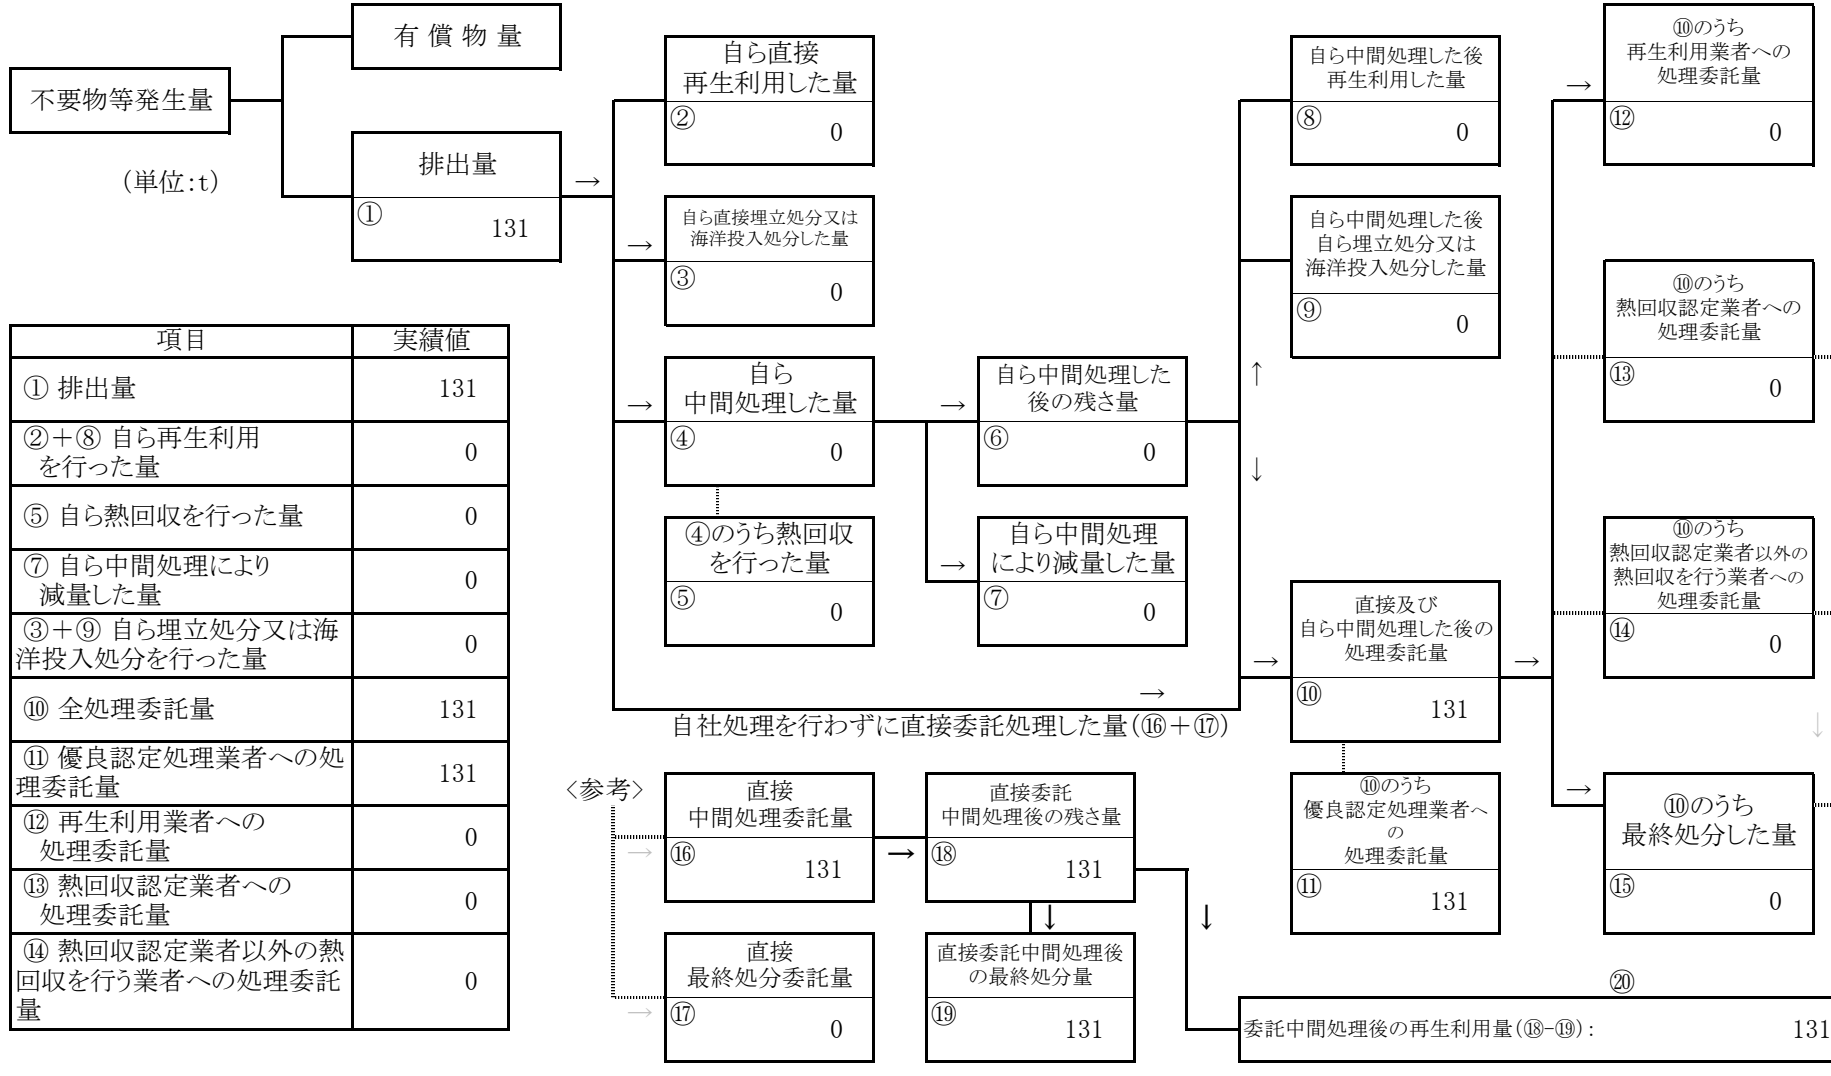 不要物等発生量
(単位:t)
有償物量
排出量
①
131
→
自ら直接
再生利用した量
②
0
→
自ら直接埋立処分又は
海洋投入処分した量
③
0
→
自ら
中間処理した量
④
0
④のうち熱回収
を行った量
⑤
0
→
自ら中間処理した
後の残さ量
⑥
0
→
自ら中間処理
により減量した量
⑦
0
↑
↓
自ら中間処理した後
再生利用した量
⑧
0
自ら中間処理した後
自ら埋立処分又は
海洋投入処分した量
⑨
0
→
自社処理を行わずに直接委託処理した量(⑯+⑰)
→
直接及び
自ら中間処理した後の
処理委託量
⑩
131
⑩のうち
優良認定処理業者へ
の
処理委託量
⑪
131
→
→
⑩のうち
再生利用業者への
処理委託量
⑫
0
⑩のうち
熱回収認定業者への
処理委託量
⑬
0
⑩のうち
熱回収認定業者以外の
熱回収を行う業者への
処理委託量
⑭
0
↓
→
⑩のうち
最終処分した量
⑮
0
項目 実績値
① 排出量 131
②+⑧ 自ら再生利用
を行った量 0
⑤ 自ら熱回収を行った量 0
⑦ 自ら中間処理により
減量した量 0
③+⑨ 自ら埋立処分又は海
洋投入処分を行った量 0
⑩ 全処理委託量 131
⑪ 優良認定処理業者への処
理委託量 131
⑫ 再生利用業者への
処理委託量 0
⑬ 熱回収認定業者への
処理委託量 0
⑭ 熱回収認定業者以外の熱
回収を行う業者への処理委託
量 0
<参考>
→
直接
中間処理委託量
⑯
131
→
直接
最終処分委託量
⑰
0
→
直接委託
中間処理後の残さ量
⑱
131
↓
直接委託中間処理後
の最終処分量
⑲
131
↓
⑳
委託中間処理後の再生利用量(⑱-⑲): 131